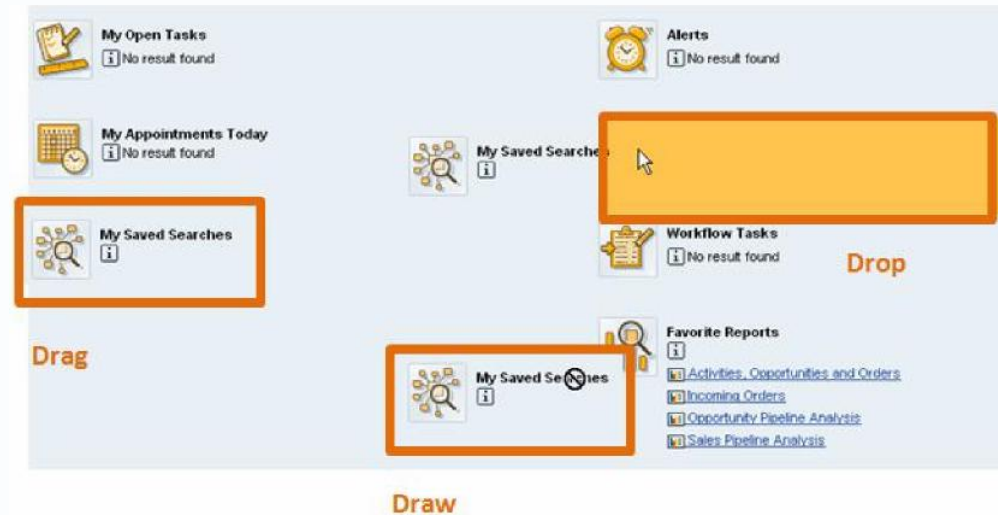 My Open Tasks
i No result found
Alerts
i No result found
My Appointments Today
i No result found
My Saved Searches
i
My Saved Searches
i
Workflow Tasks
i No result found
Drop
Drag
Favorite Reports
i
Activities, Opportunities and Orders
Incoming Orders
Opportunity Pipeline Analysis
Sales Pipeline Analysis
My Saved Searches
i
Draw